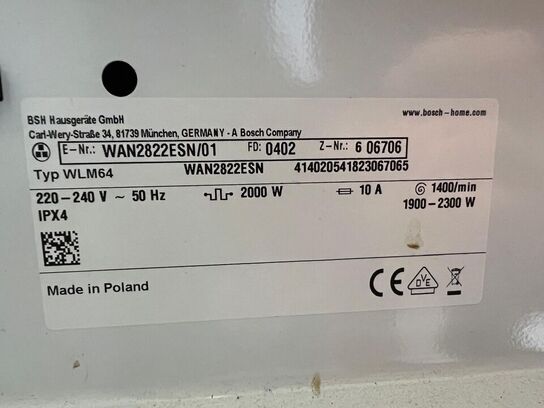 BSH Hausgeräte GmbH
www.bosch-home.com
Carl-Wery-Straße 34, 81739 München, GERMANY - A Bosch Company
E-Nr.: WAN2822ESN/01 FD: 0402 Z-Nr.: 6 06706
Typ WLM64 WAN2822ESN 414020541823067065
220-240 V ~ 50 Hz 2000 W 10 A 1400/min
IPX4 1900-2300 W
Made in Poland CE DVE